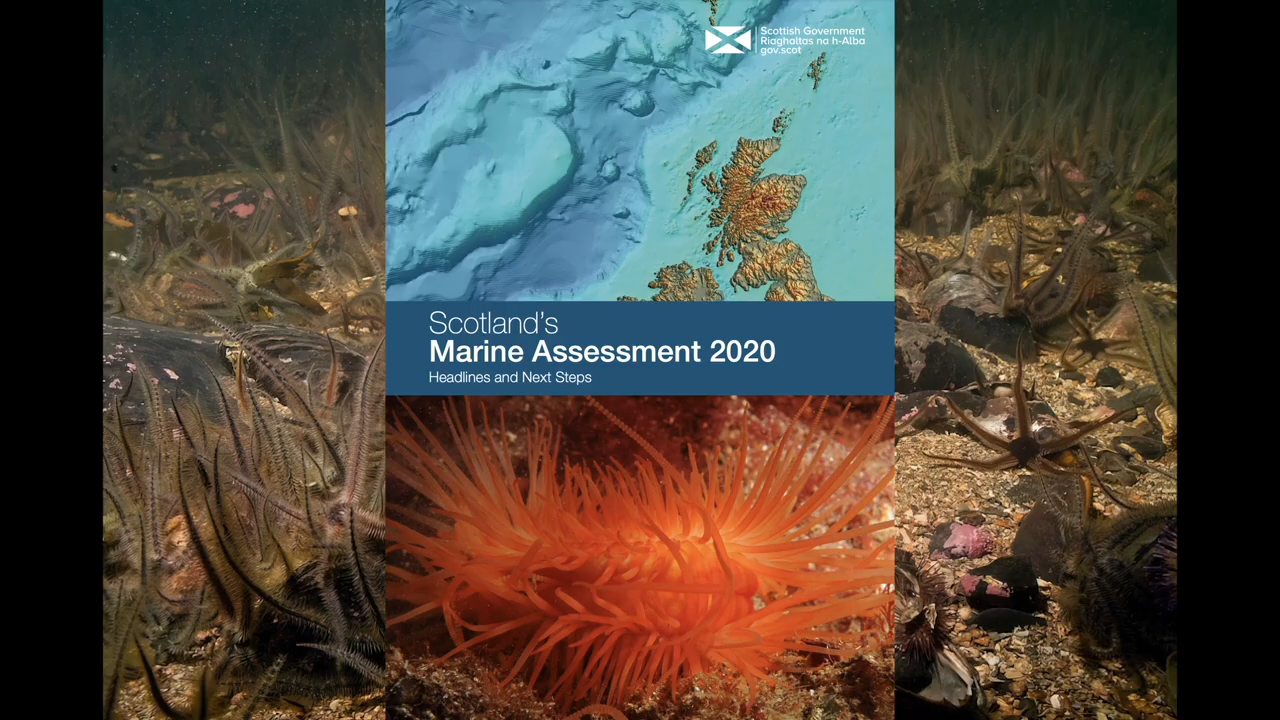 Scottish Government
Riaghaltas na h-Alba
gov.scot
Scotland's
Marine Assessment 2020
Headlines and Next Steps